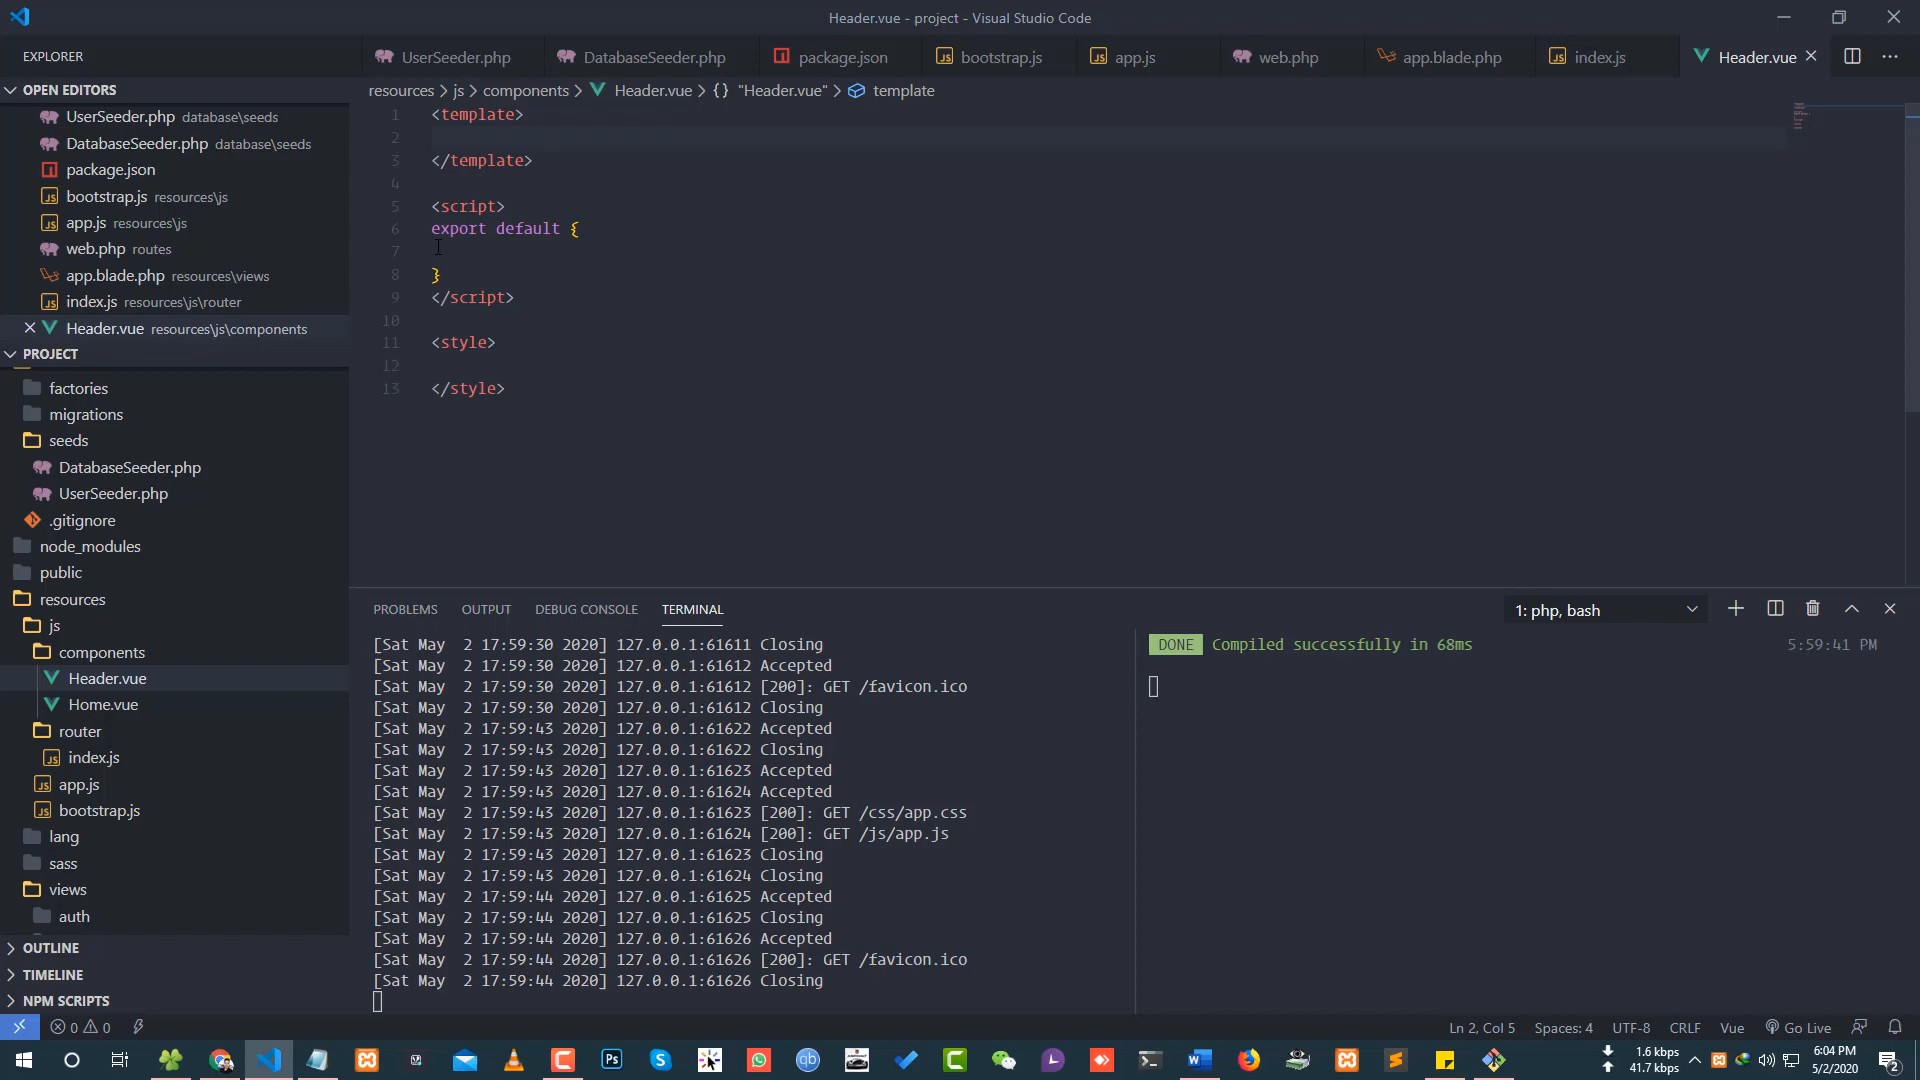 Header.vue - project - Visual Studio Code
EXPLORER
UserSeeder.php
DatabaseSeeder.php
package.json
bootstrap.js
app.js
web.php
app.blade.php
index.js
Header.vue
OPEN EDITORS
UserSeeder.php database\seeds
DatabaseSeeder.php database\seeds
package.json
bootstrap.js resources\js
app.js resources\js
web.php routes
app.blade.php resources\views
index.js resources\js\router
Header.vue resources\js\components
PROJECT
factories
migrations
seeds
DatabaseSeeder.php
UserSeeder.php
.gitignore
node_modules
public
resources
js
components
Header.vue
Home.vue
router
index.js
app.js
bootstrap.js
lang
sass
views
auth
OUTLINE
TIMELINE
NPM SCRIPTS
resources > js > components > Header.vue > {} "Header.vue" > template
1 <template>
2
3 </template>
4
5 <script>
6 export default {
7
8 }
9 </script>
10
11 <style>
12
13 </style>
PROBLEMS OUTPUT DEBUG CONSOLE TERMINAL
1: php, bash
[Sat May  2 17:59:30 2020] 127.0.0.1:61611 Closing
[Sat May  2 17:59:30 2020] 127.0.0.1:61612 Accepted
[Sat May  2 17:59:30 2020] 127.0.0.1:61612 [200]: GET /favicon.ico
[Sat May  2 17:59:30 2020] 127.0.0.1:61612 Closing
[Sat May  2 17:59:43 2020] 127.0.0.1:61622 Accepted
[Sat May  2 17:59:43 2020] 127.0.0.1:61622 Closing
[Sat May  2 17:59:43 2020] 127.0.0.1:61623 Accepted
[Sat May  2 17:59:43 2020] 127.0.0.1:61624 Accepted
[Sat May  2 17:59:43 2020] 127.0.0.1:61623 [200]: GET /css/app.css
[Sat May  2 17:59:43 2020] 127.0.0.1:61624 [200]: GET /js/app.js
[Sat May  2 17:59:43 2020] 127.0.0.1:61623 Closing
[Sat May  2 17:59:43 2020] 127.0.0.1:61624 Closing
[Sat May  2 17:59:44 2020] 127.0.0.1:61625 Accepted
[Sat May  2 17:59:44 2020] 127.0.0.1:61625 Closing
[Sat May  2 17:59:44 2020] 127.0.0.1:61626 Accepted
[Sat May  2 17:59:44 2020] 127.0.0.1:61626 [200]: GET /favicon.ico
[Sat May  2 17:59:44 2020] 127.0.0.1:61626 Closing
DONE Compiled successfully in 68ms 5:59:41 PM
0 0
Ln 2, Col 5 Spaces: 4 UTF-8 CRLF Vue Go Live
1.6 kbps
41.7 kbps
6:04 PM
5/2/2020
2